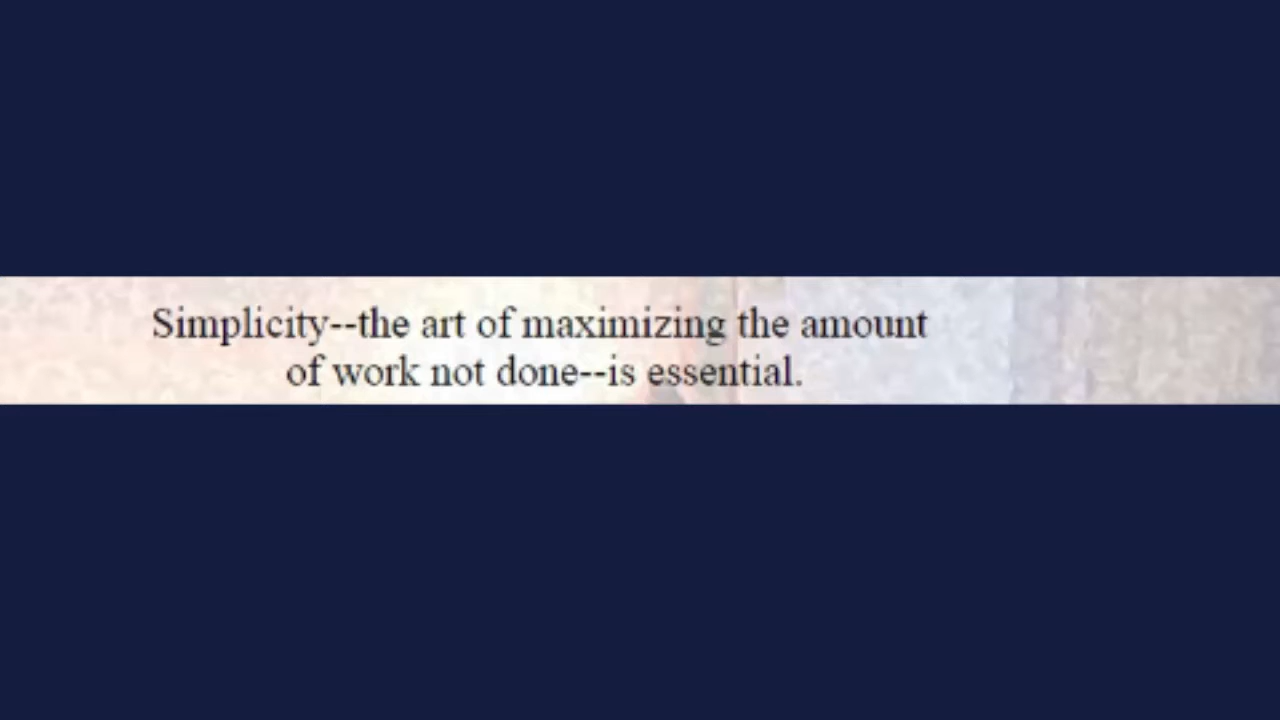 Simplicity--the art of maximizing the amount
of work not done--is essential.